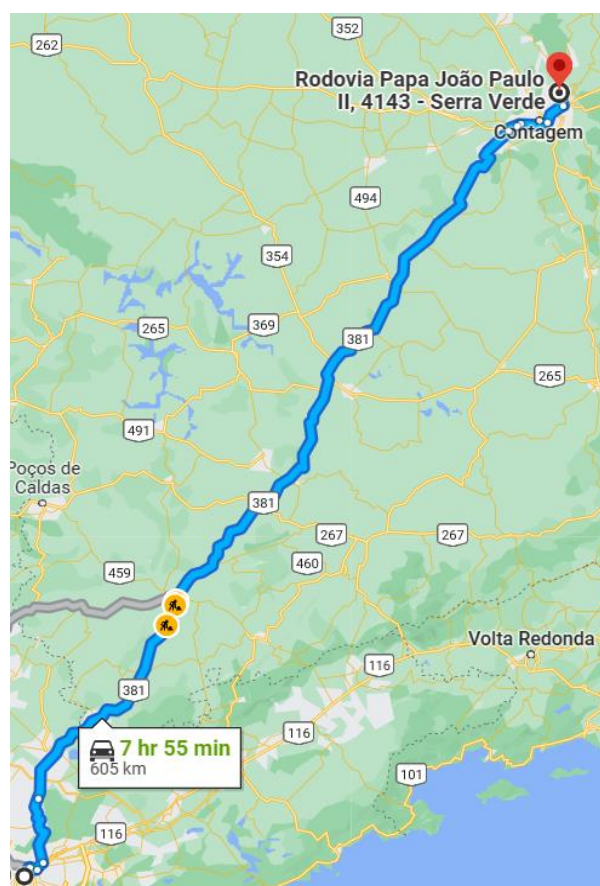 352
262
Rodovia Papa João Paulo
II, 4143 - Serra Verde
Contagem
494
354
369
265
381
265
491
Poços de
Caldas
381
267
267
460
459
Volta Redonda
116
381
116
7 hr 55 min
605 km
101
116